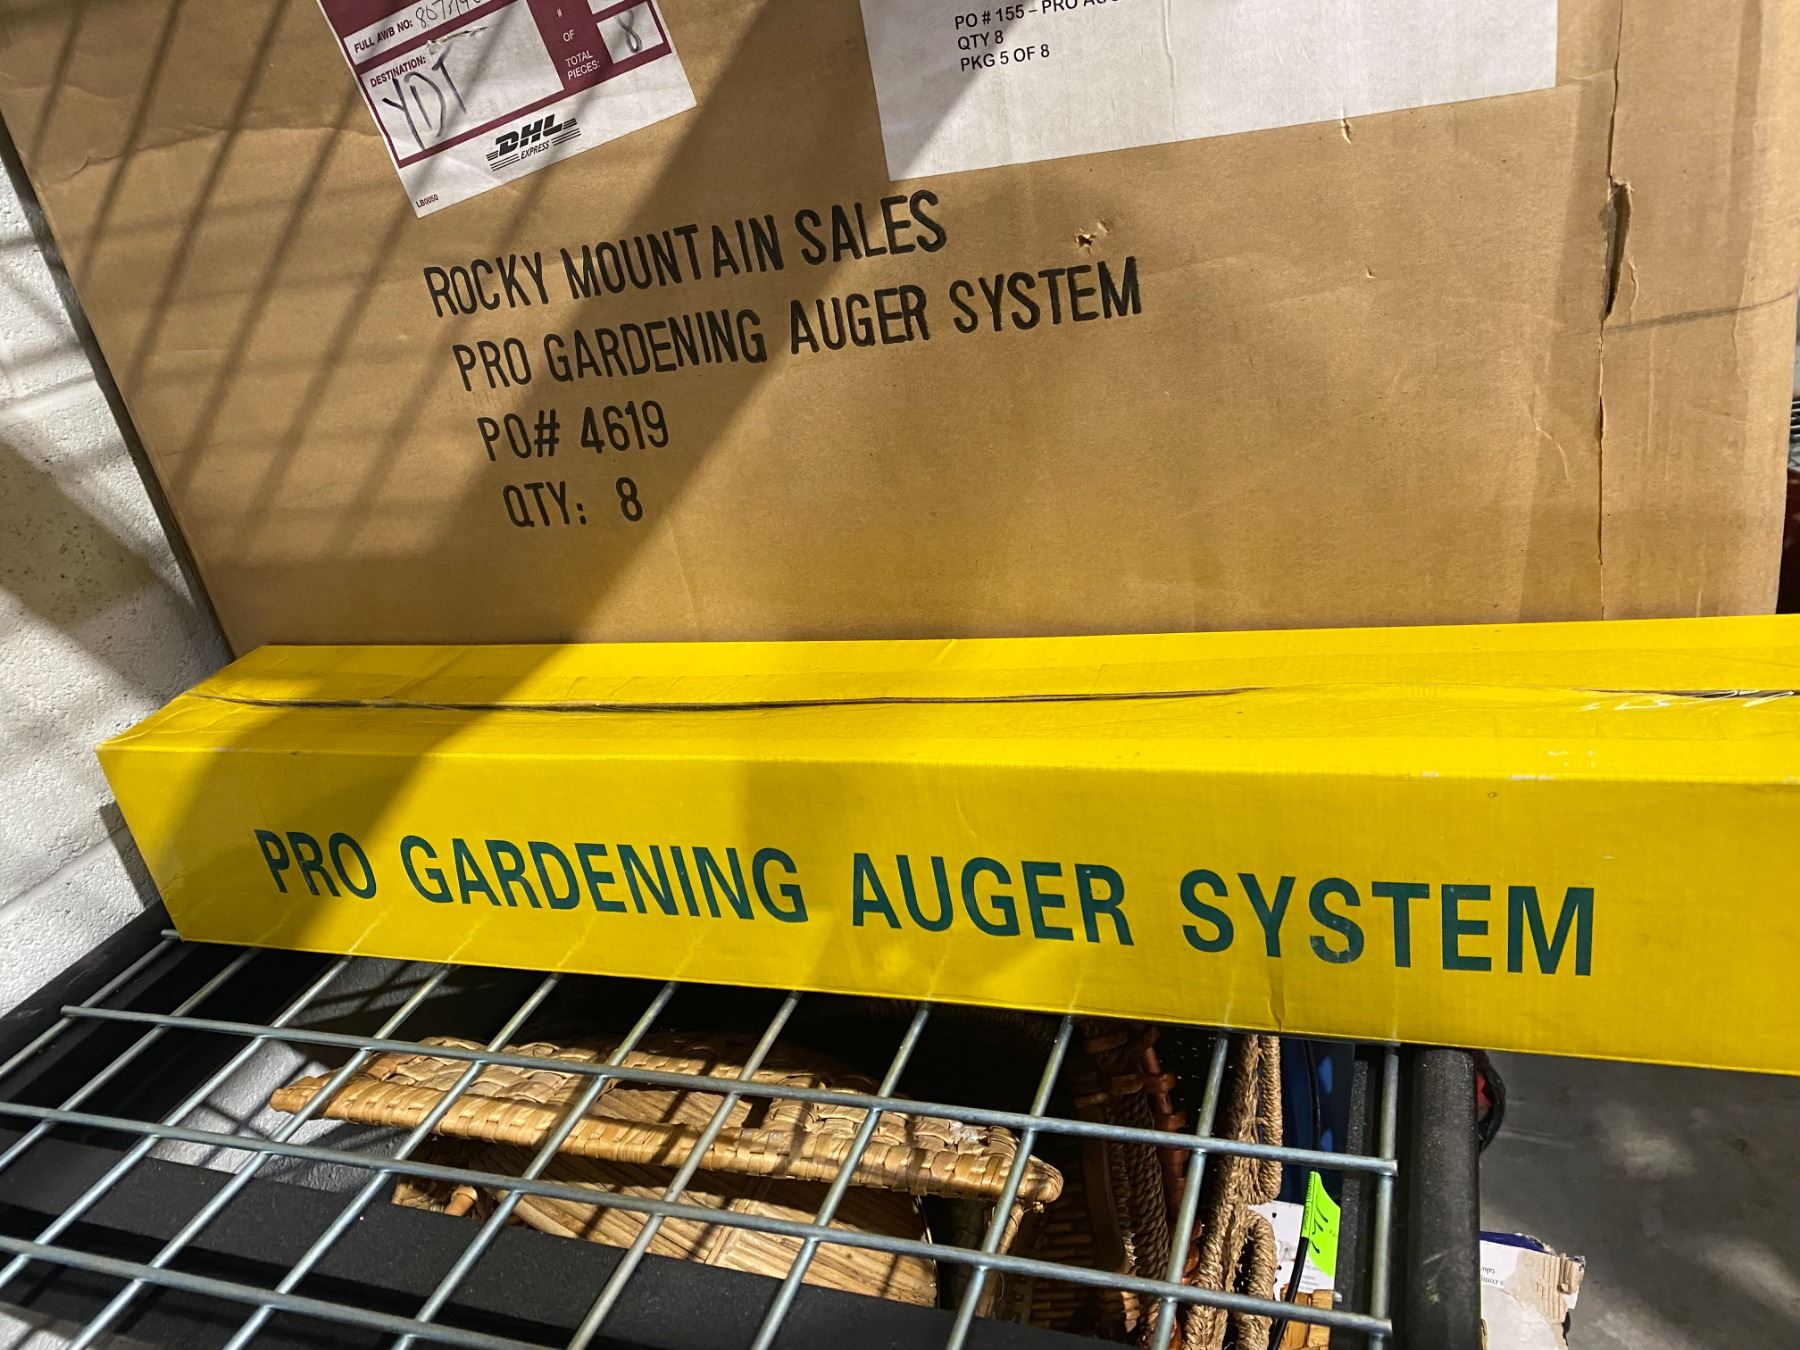 FULL AWB NO:
#
OF
DESTINATION:
YDT
TOTAL
PIECES:
8
DHL
EXPRESS
LB0050
PO # 155 – PRO
QTY 8
PKG 5 OF 8
ROCKY MOUNTAIN SALES
PRO GARDENING AUGER SYSTEM
PO# 4619
QTY: 8
PRO GARDENING AUGER SYSTEM